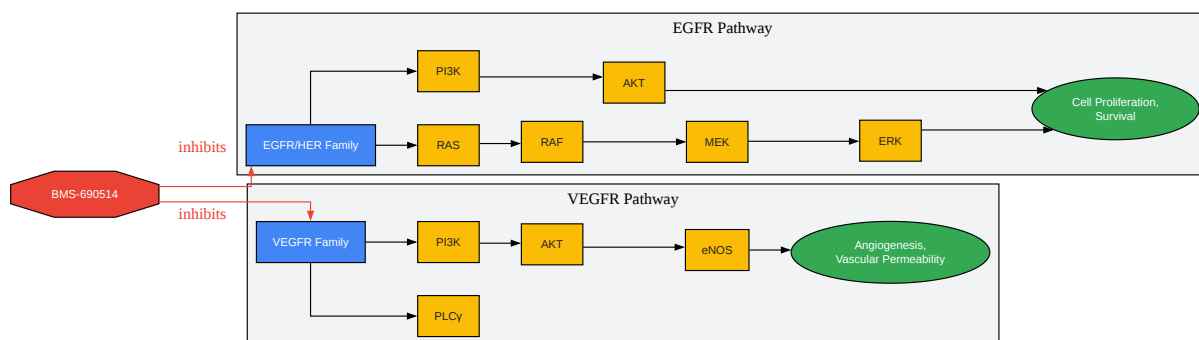 EGFR Pathway
PI3K
AKT
Cell Proliferation,
Survival
inhibits
EGFR/HER Family
RAS
RAF
MEK
ERK
BMS-690514
inhibits
VEGFR Pathway
VEGFR Family
PI3K
AKT
eNOS
Angiogenesis,
Vascular Permeability
PLCγ